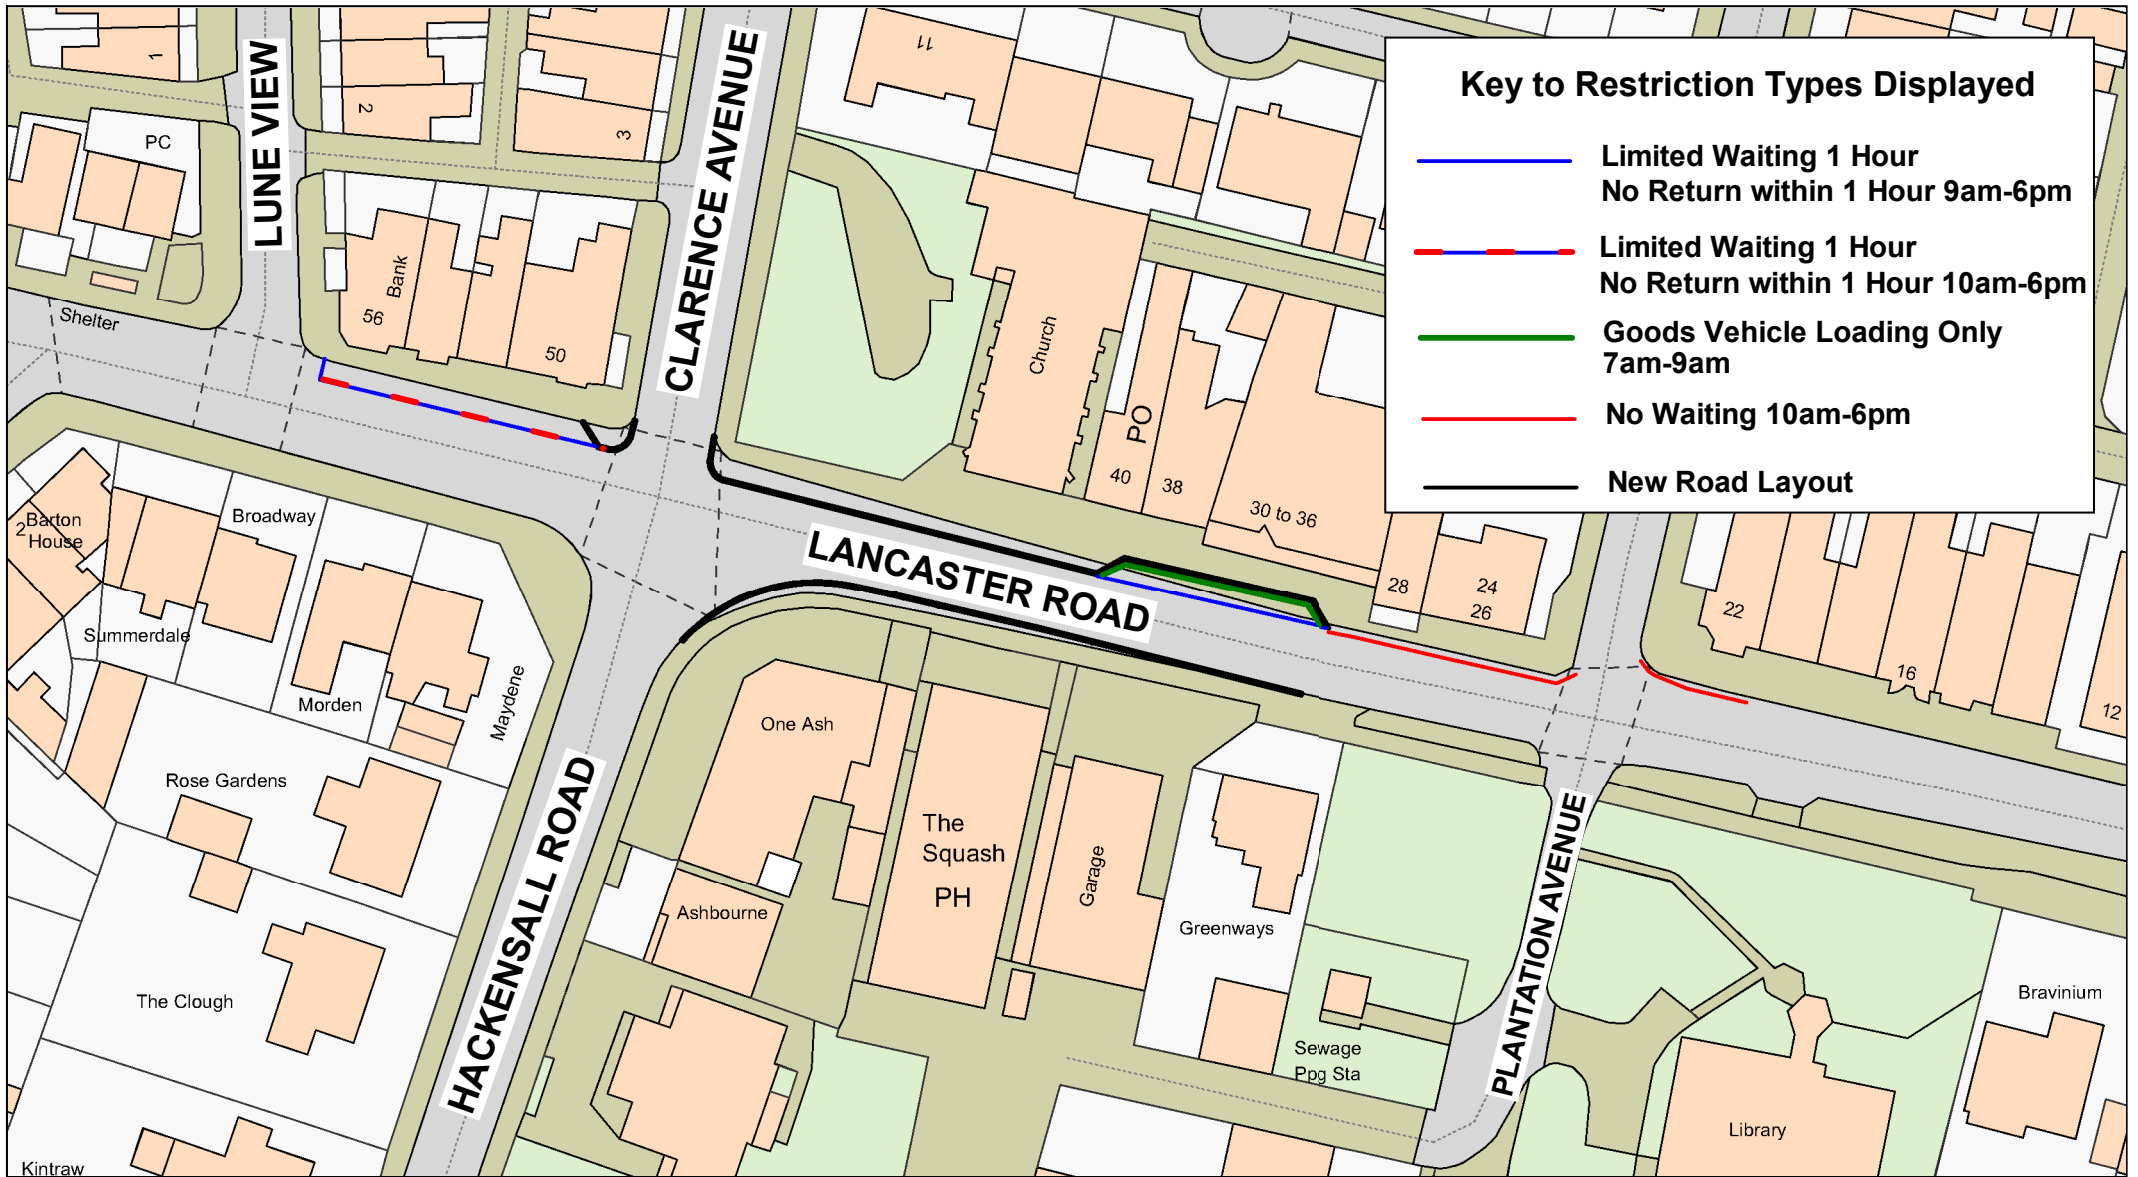 Key to Restriction Types Displayed
Limited Waiting 1 Hour
No Return within 1 Hour 9am-6pm
Limited Waiting 1 Hour
No Return within 1 Hour 10am-6pm
Goods Vehicle Loading Only
7am-9am
No Waiting 10am-6pm
New Road Layout
1
LUNE VIEW
2
3
CLARENCE AVENUE
11
PC
Shelter
Bank
56
50
Church
PO
40
38
30 to 36
28
24
26
22
16
12
LANCASTER ROAD
2
Barton
House
Broadway
Summerdale
Morden
Maydene
Rose Gardens
The Clough
Kintraw
HACKENSALL ROAD
One Ash
Ashbourne
The
Squash
PH
Garage
Greenways
Sewage
Ppg Sta
PLANTATION AVENUE
Library
Bravinium